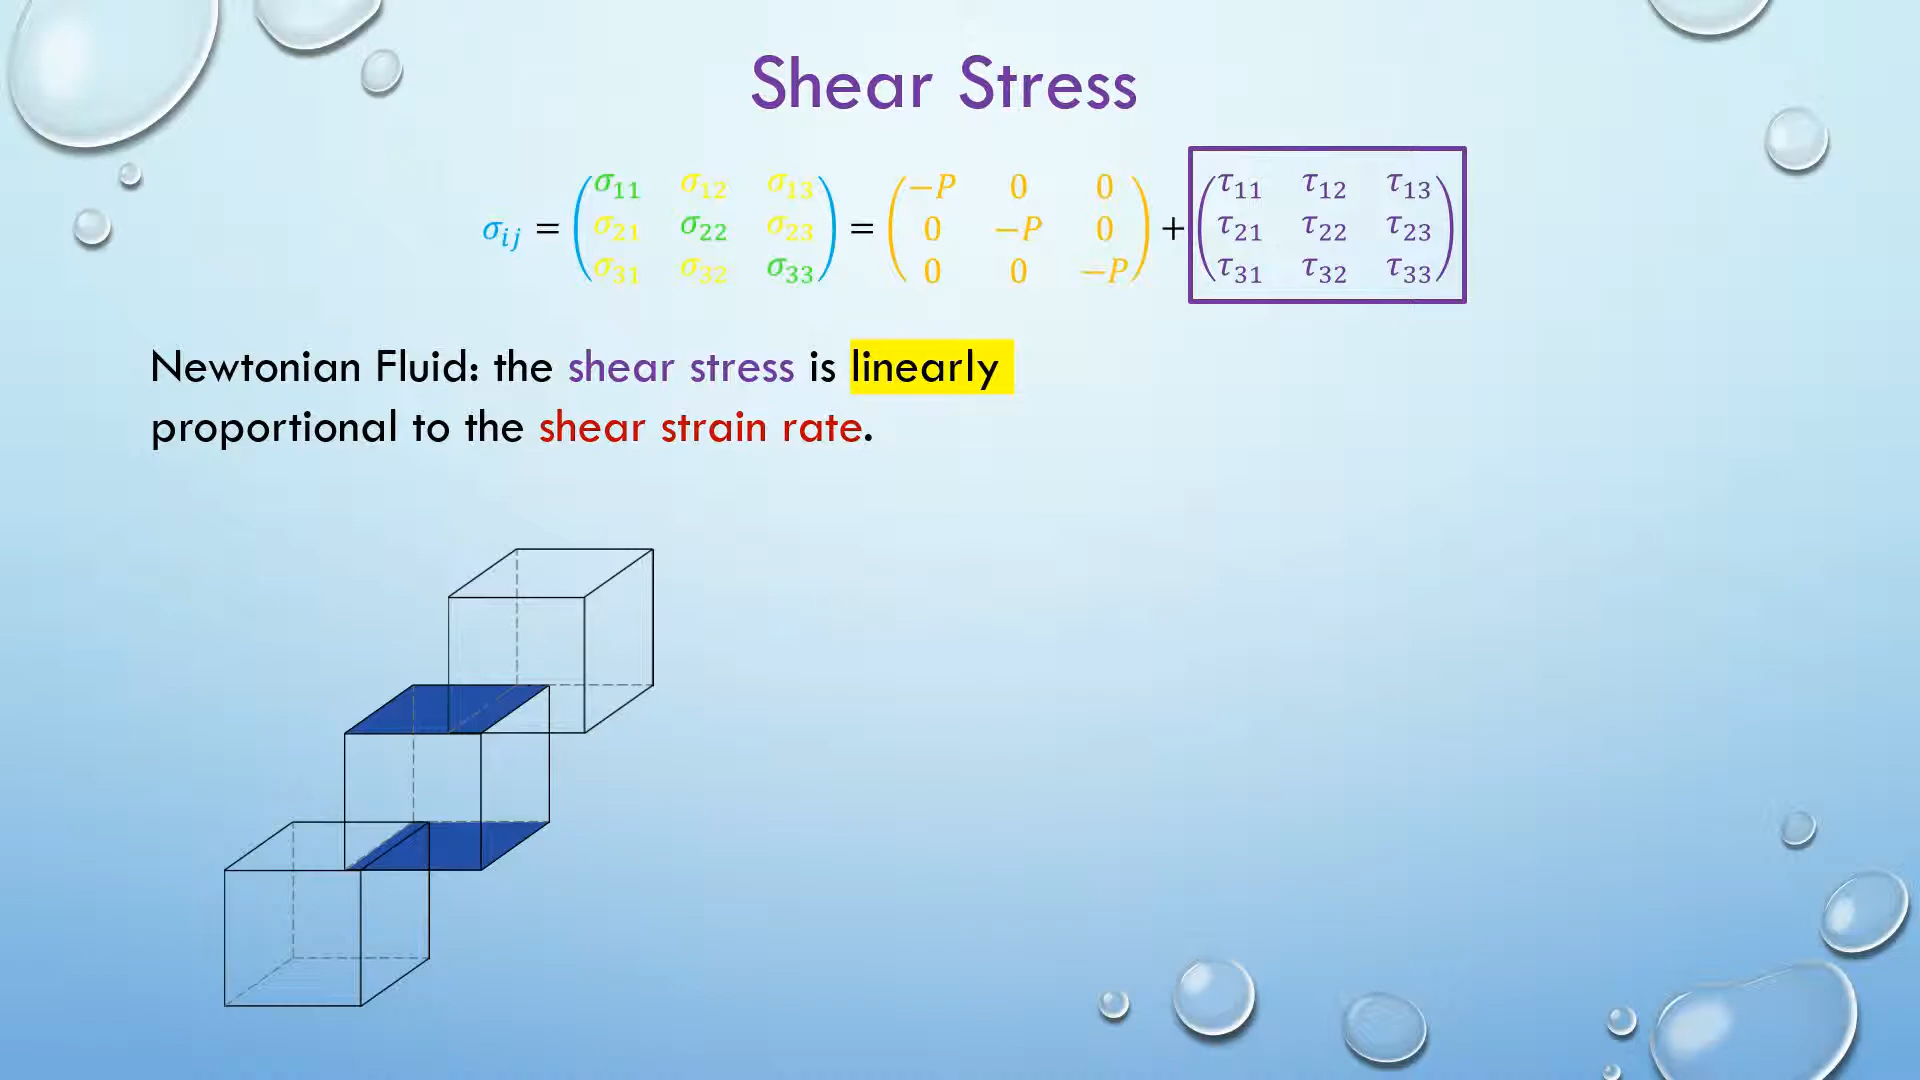 Shear Stress
σ₁₁ σ₁₂ σ₁₃ −P 0 0 τ₁₁ τ₁₂ τ₁₃
σᵢⱼ = σ₂₁ σ₂₂ σ₂₃ = 0 −P 0 + τ₂₁ τ₂₂ τ₂₃
σ₃₁ σ₃₂ σ₃₃ 0 0 −P τ₃₁ τ₃₂ τ₃₃
Newtonian Fluid: the shear stress is linearly
proportional to the shear strain rate.